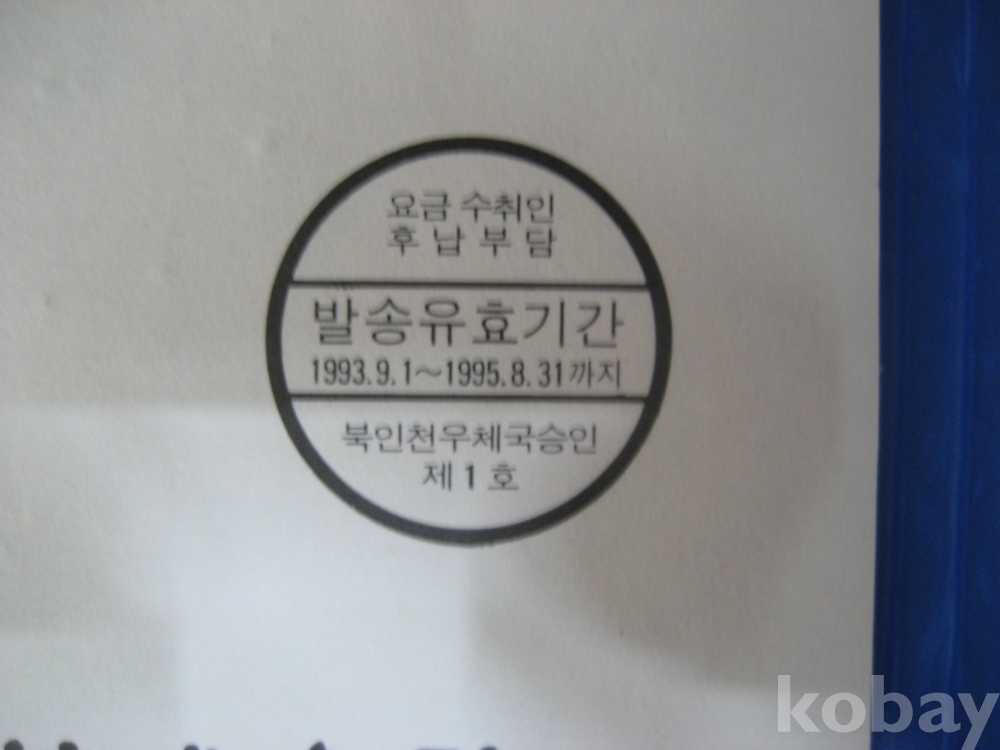 요금 수취인
후 납 부 담
발송유효기간
1993.9.1~1995.8.31까지
북인천우체국승인
제 1 호
kobay